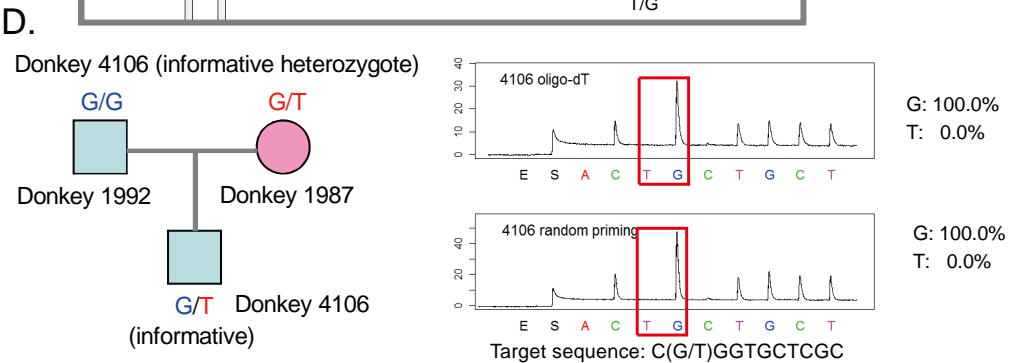 T/G
D.
Donkey 4106 (informative heterozygote)
G/G
G/T
Donkey 1992
Donkey 1987
G/T
Donkey 4106
(informative)
40
30
20
10
0
4106 oligo-dT
E S A C T G C T G C T
G: 100.0%
T: 0.0%
40
20
0
4106 random priming
E S A C T G C T G C T
Target sequence: C(G/T)GGTGCTCGC
G: 100.0%
T: 0.0%